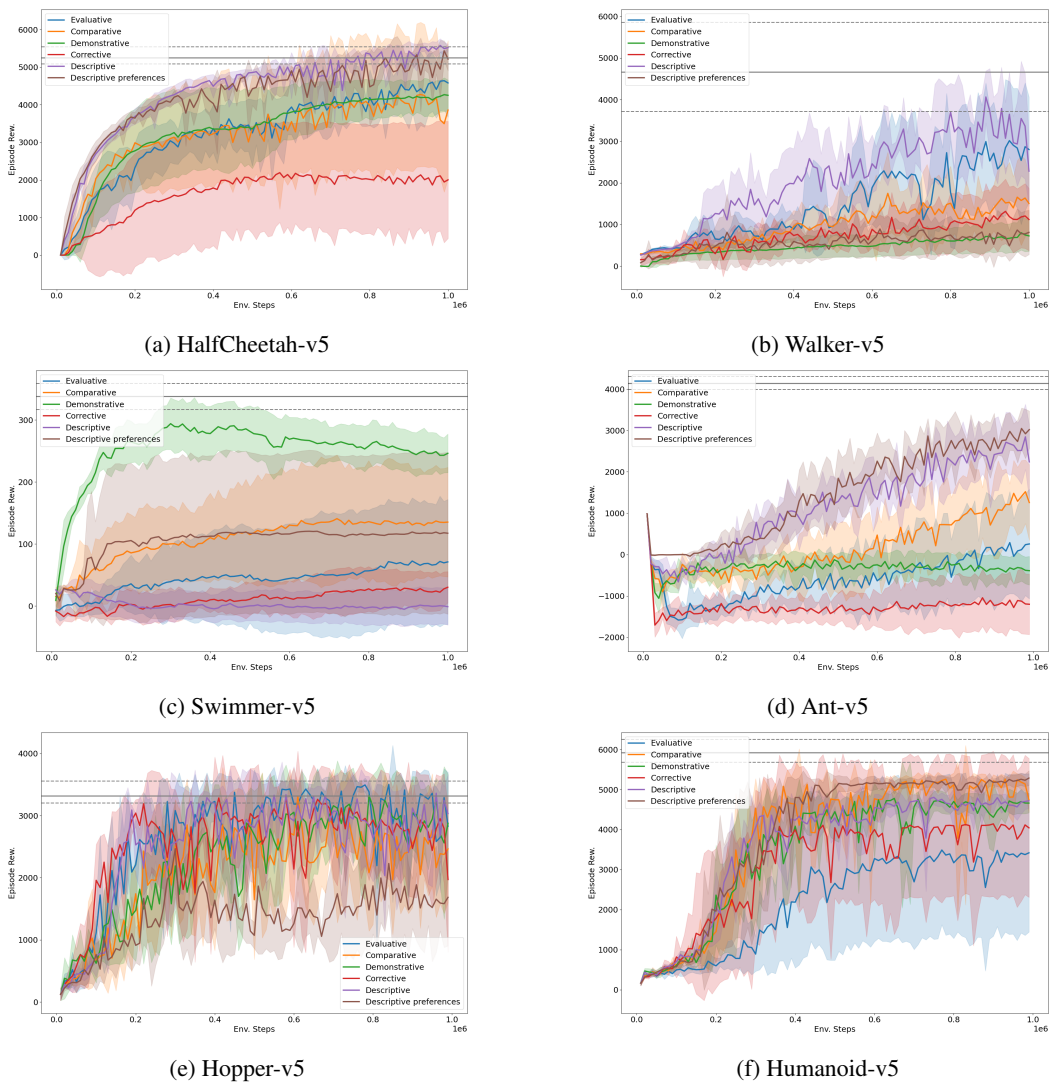 Evaluative
Comparative
Demonstrative
Corrective
Descriptive
Descriptive preferences
6000
5000
4000
3000
2000
1000
0
Episode Rew.
0.0 0.2 0.4 0.6 0.8 1.0
Env. Steps
1e6
(a) HalfCheetah-v5
Evaluative
Comparative
Demonstrative
Corrective
Descriptive
Descriptive preferences
6000
5000
4000
3000
2000
1000
0
Episode Rew.
0.0 0.2 0.4 0.6 0.8 1.0
Env. Steps
1e6
(b) Walker-v5
Evaluative
Comparative
Demonstrative
Corrective
Descriptive
Descriptive preferences
300
200
100
0
Episode Rew.
0.0 0.2 0.4 0.6 0.8 1.0
Env. Steps
1e6
(c) Swimmer-v5
Evaluative
Comparative
Demonstrative
Corrective
Descriptive
Descriptive preferences
4000
3000
2000
1000
0
−1000
−2000
Episode Rew.
0.0 0.2 0.4 0.6 0.8 1.0
Env. Steps
1e6
(d) Ant-v5
4000
3000
2000
1000
0
Episode Rew.
Evaluative
Comparative
Demonstrative
Corrective
Descriptive
Descriptive preferences
0.0 0.2 0.4 0.6 0.8 1.0
Env. Steps
1e6
(e) Hopper-v5
Evaluative
Comparative
Demonstrative
Corrective
Descriptive
Descriptive preferences
6000
5000
4000
3000
2000
1000
0
Episode Rew.
0.0 0.2 0.4 0.6 0.8 1.0
Env. Steps
1e6
(f) Humanoid-v5